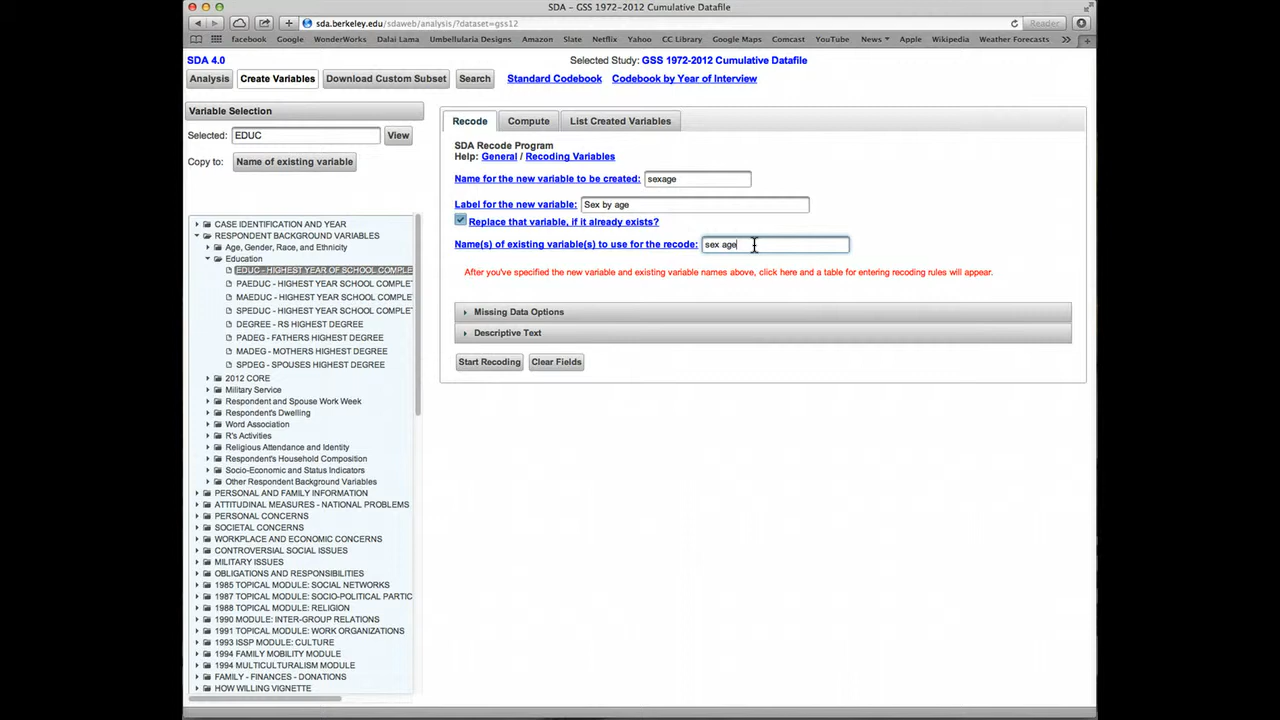 SDA – GSS 1972–2012 Cumulative Datafile
sda.berkeley.edu/sdaweb/analysis/?dataset=gss12
Reader
facebook Google WonderWorks Dalai Lama Umbellularia Designs Amazon Slate Netflix Yahoo CC Library Google Maps Comcast YouTube News Apple Wikipedia Weather Forecasts
SDA 4.0
Selected Study: GSS 1972-2012 Cumulative Datafile
Analysis Create Variables Download Custom Subset Search Standard Codebook Codebook by Year of Interview
Variable Selection
Selected: EDUC View
Copy to: Name of existing variable
CASE IDENTIFICATION AND YEAR
RESPONDENT BACKGROUND VARIABLES
Age, Gender, Race, and Ethnicity
Education
EDUC - HIGHEST YEAR OF SCHOOL COMPLE
PAEDUC - HIGHEST YEAR SCHOOL COMPLET
MAEDUC - HIGHEST YEAR SCHOOL COMPLET
SPEDUC - HIGHEST YEAR SCHOOL COMPLET
DEGREE - RS HIGHEST DEGREE
PADEG - FATHERS HIGHEST DEGREE
MADEG - MOTHERS HIGHEST DEGREE
SPDEG - SPOUSES HIGHEST DEGREE
2012 CORE
Military Service
Respondent and Spouse Work Week
Respondent's Dwelling
Word Association
R's Activities
Religious Attendance and Identity
Respondent's Household Composition
Socio-Economic and Status Indicators
Other Respondent Background Variables
PERSONAL AND FAMILY INFORMATION
ATTITUDINAL MEASURES - NATIONAL PROBLEMS
PERSONAL CONCERNS
SOCIETAL CONCERNS
WORKPLACE AND ECONOMIC CONCERNS
CONTROVERSIAL SOCIAL ISSUES
MILITARY ISSUES
OBLIGATIONS AND RESPONSIBILITIES
1985 TOPICAL MODULE: SOCIAL NETWORKS
1987 TOPICAL MODULE: SOCIO-POLITICAL PARTIC
1988 TOPICAL MODULE: RELIGION
1990 MODULE: INTER-GROUP RELATIONS
1991 TOPICAL MODULE: WORK ORGANIZATIONS
1993 ISSP MODULE: CULTURE
1994 FAMILY MOBILITY MODULE
1994 MULTICULTURALISM MODULE
FAMILY - FINANCES - DONATIONS
HOW WILLING VIGNETTE
Recode Compute List Created Variables
SDA Recode Program
Help: General / Recoding Variables
Name for the new variable to be created: sexage
Label for the new variable: Sex by age
Replace that variable, if it already exists?
Name(s) of existing variable(s) to use for the recode: sex age
After you've specified the new variable and existing variable names above, click here and a table for entering recoding rules will appear.
Missing Data Options
Descriptive Text
Start Recoding Clear Fields